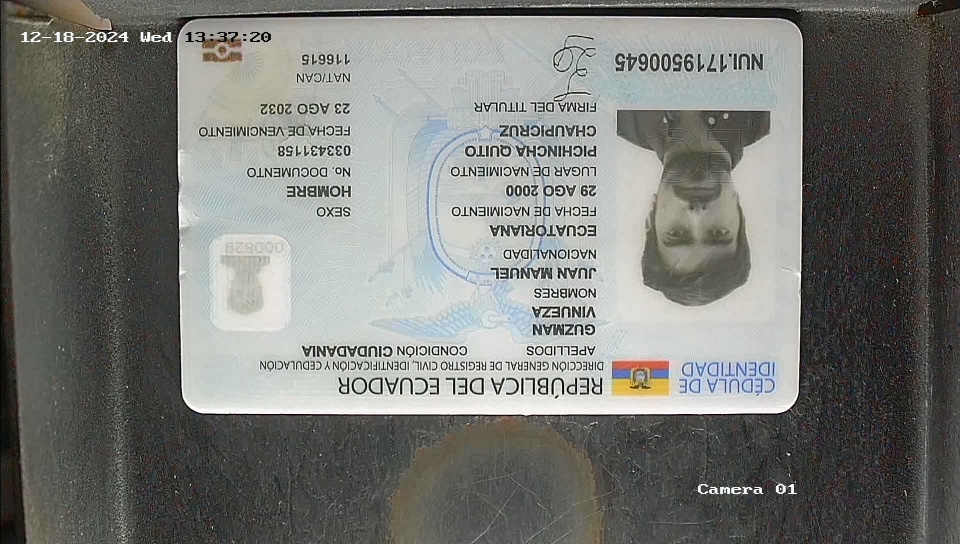 12-18-2024 Wed 13:37:20
CÉDULA DE
IDENTIDAD
REPÚBLICA DEL ECUADOR
DIRECCIÓN GENERAL DE REGISTRO CIVIL, IDENTIFICACIÓN Y CEDULACIÓN
APELLIDOS
CONDICIÓN CIUDADANIA
GUZMAN
VINUEZA
NOMBRES
JUAN MANUEL
NACIONALIDAD
ECUATORIANA
FECHA DE NACIMIENTO
29 AGO 2000
LUGAR DE NACIMIENTO
PICHINCHA QUITO
CHAUPICRUZ
FIRMA DEL TITULAR
SEXO
HOMBRE
No. DOCUMENTO
033431158
FECHA DE VENCIMIENTO
23 AGO 2032
NAT/CAN
116615
NUI.1719500645
Camera 01